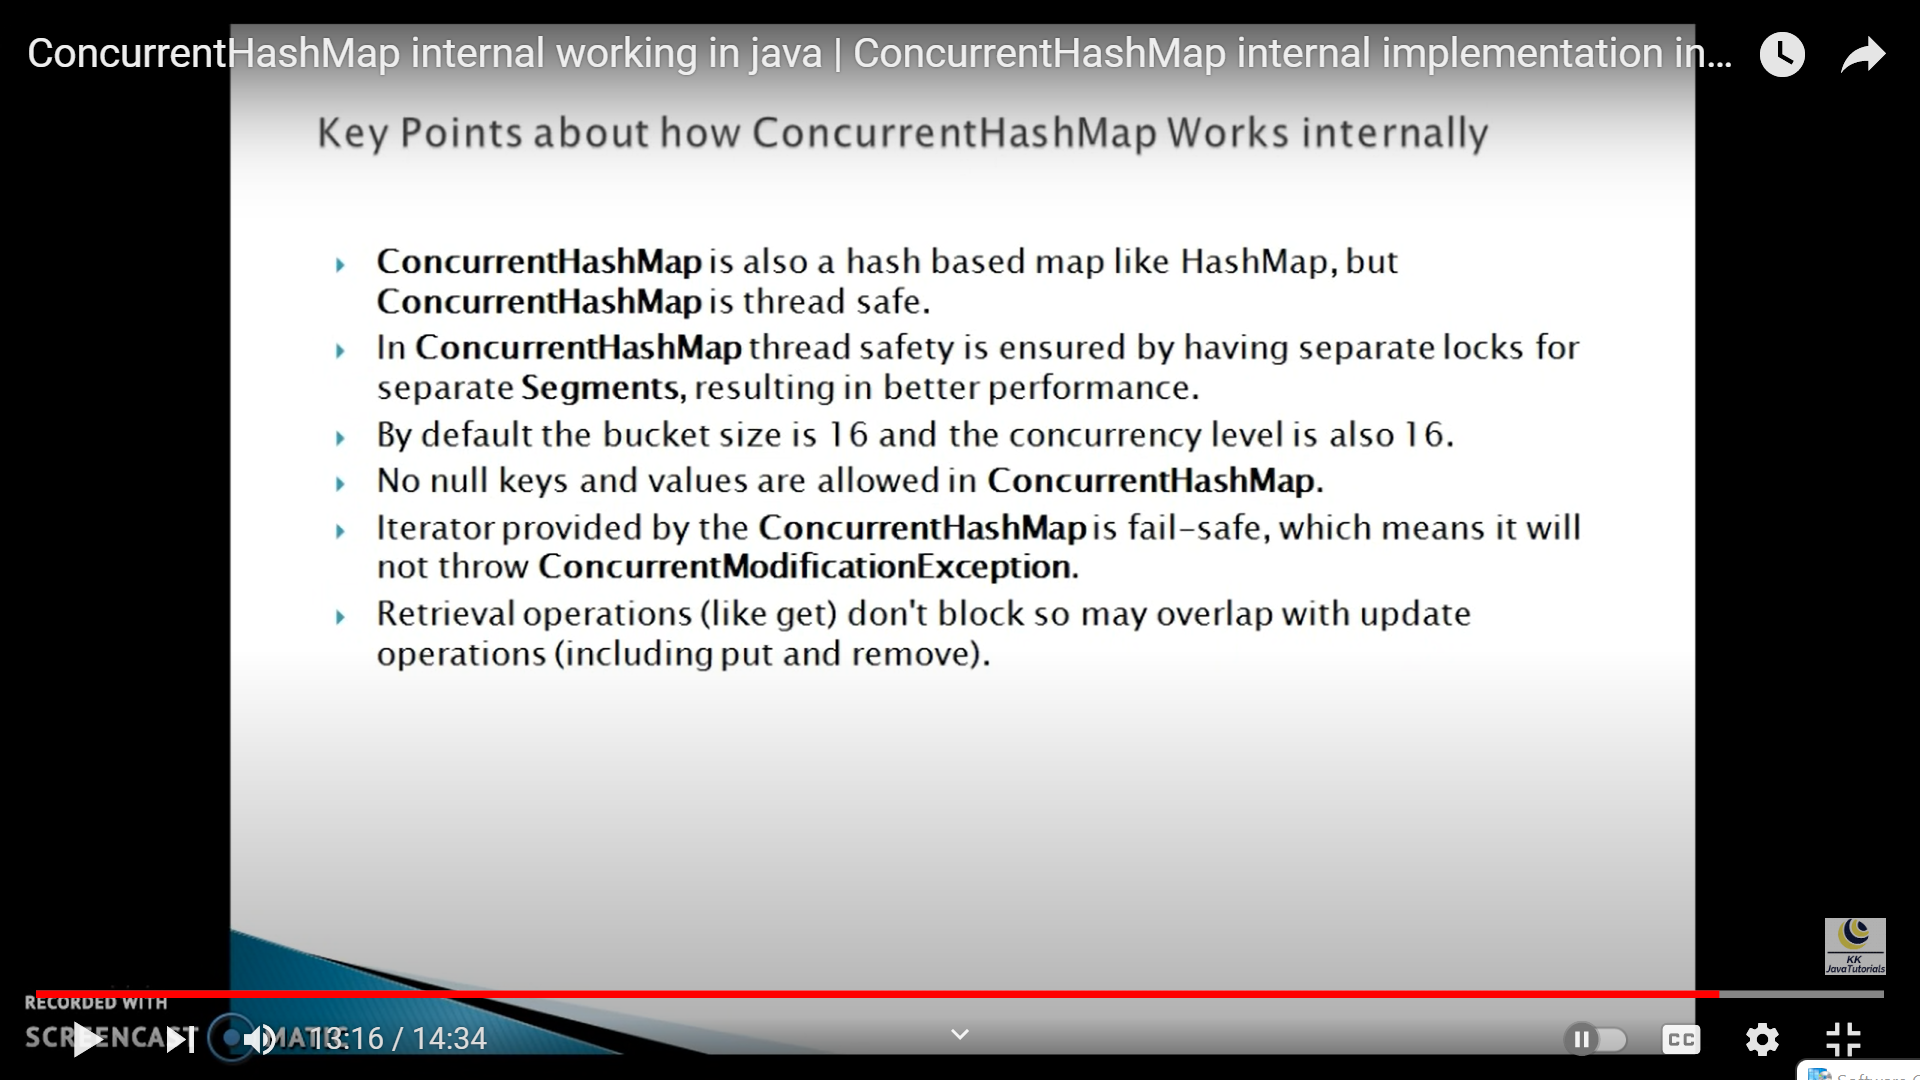 ConcurrentHashMap internal working in java | ConcurrentHashMap internal implementation in...
Key Points about how ConcurrentHashMap Works internally
ConcurrentHashMap is also a hash based map like HashMap, but
ConcurrentHashMap is thread safe.
In ConcurrentHashMap thread safety is ensured by having separate locks for
separate Segments, resulting in better performance.
By default the bucket size is 16 and the concurrency level is also 16.
No null keys and values are allowed in ConcurrentHashMap.
Iterator provided by the ConcurrentHashMap is fail-safe, which means it will
not throw ConcurrentModificationException.
Retrieval operations (like get) don't block so may overlap with update
operations (including put and remove).
KK
JavaTutorials
RECORDED WITH
13:16 / 14:34
CC